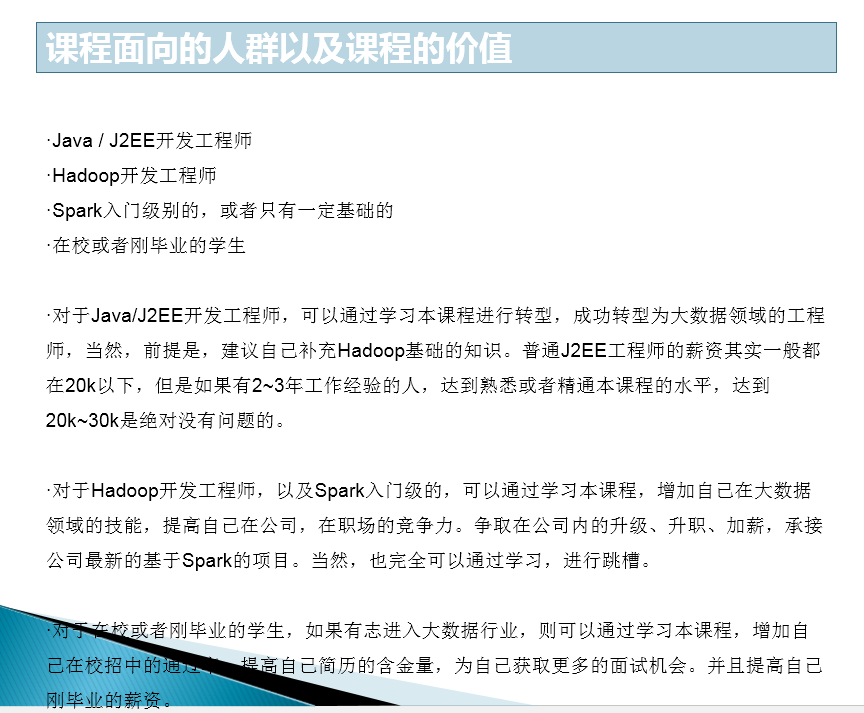 课程面向的人群以及课程的价值
·Java / J2EE开发工程师
·Hadoop开发工程师
·Spark入门级别的，或者只有一定基础的
·在校或者刚毕业的学生
·对于Java/J2EE开发工程师，可以通过学习本课程进行转型，成功转型为大数据领域的工程
师，当然，前提是，建议自己补充Hadoop基础的知识。普通J2EE工程师的薪资其实一般都
在20k以下，但是如果有2~3年工作经验的人，达到熟悉或者精通本课程的水平，达到
20k~30k是绝对没有问题的。
·对于Hadoop开发工程师，以及Spark入门级的，可以通过学习本课程，增加自己在大数据
领域的技能，提高自己在公司，在职场的竞争力。争取在公司内的升级、升职、加薪，承接
公司最新的基于Spark的项目。当然，也完全可以通过学习，进行跳槽。
·对于在校或者刚毕业的学生，如果有志进入大数据行业，则可以通过学习本课程，增加自
己在校招中的通过 提高自己简历的含金量，为自己获取更多的面试机会。并且提高自己
刚毕业的薪资。